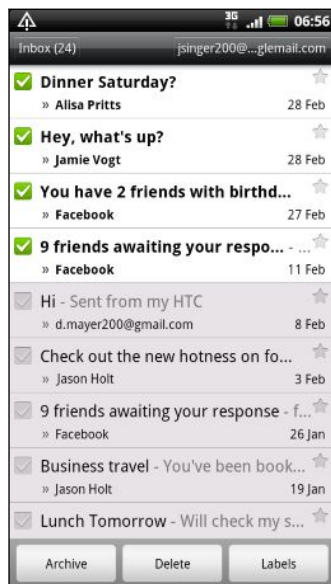 3G 06:56
Inbox (24) jsinger200@...glemail.com
Dinner Saturday?
» Alisa Pritts 28 Feb
Hey, what's up?
» Jamie Vogt 28 Feb
You have 2 friends with birthd...
» Facebook 27 Feb
9 friends awaiting your respo... - ...
» Facebook 11 Feb
Hi - Sent from my HTC
» d.mayer200@gmail.com 8 Feb
Check out the new hotness on fo...
» Jason Holt 3 Feb
9 friends awaiting your response - f...
» Facebook 26 Jan
Business travel - You've been book...
» Jason Holt 19 Jan
Lunch Tomorrow - Will check my s...
Archive Delete Labels